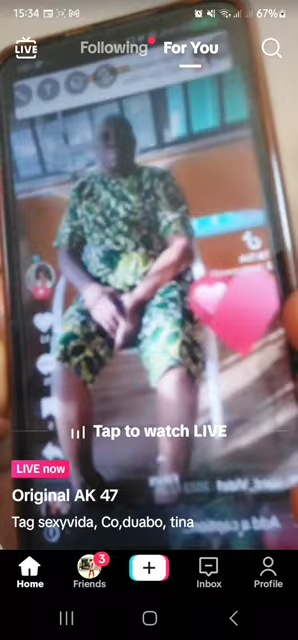 15:34
67%
LIVE
Following
For You
Tap to watch LIVE
LIVE now
Original AK 47
Tag sexyvida, Co,duabo, tina
3
Home
Friends
Inbox
Profile